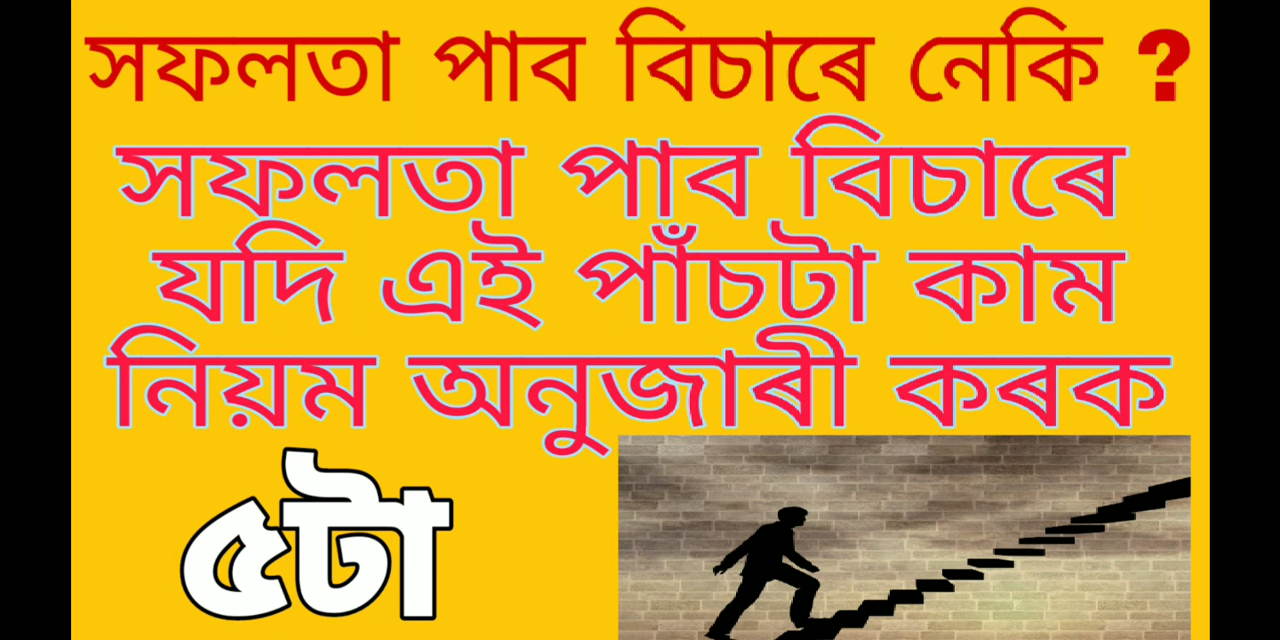 সফলতা পাব বিচাৰে নেকি ?
সফলতা পাব বিচাৰে
যদি এই পাঁচটা কাম
নিয়ম অনুজাৰী কৰক
৫টা